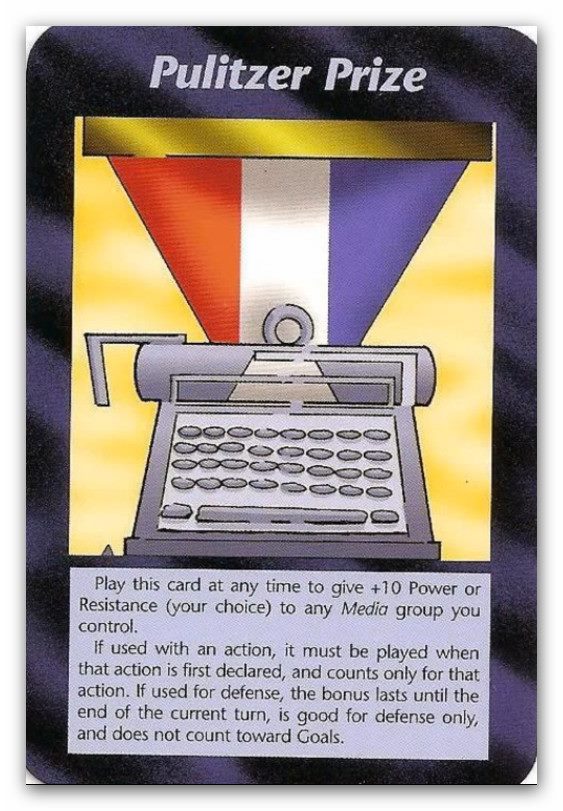 Pulitzer Prize
Play this card at any time to give +10 Power or
Resistance (your choice) to any Media group you
control.
If used with an action, it must be played when
that action is first declared, and counts only for that
action. If used for defense, the bonus lasts until the
end of the current turn, is good for defense only,
and does not count toward Goals.